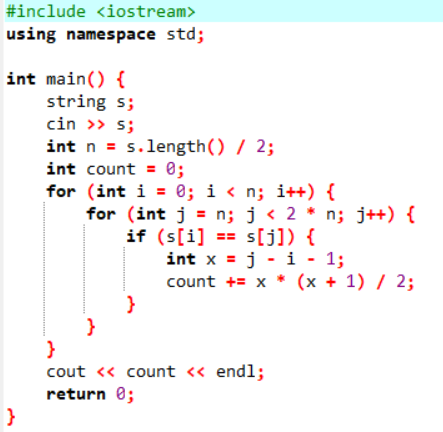 #include <iostream>
using namespace std;

int main() {
    string s;
    cin >> s;
    int n = s.length() / 2;
    int count = 0;
    for (int i = 0; i < n; i++) {
        for (int j = n; j < 2 * n; j++) {
            if (s[i] == s[j]) {
                int x = j - i - 1;
                count += x * (x + 1) / 2;
            }
        }
    }
    cout << count << endl;
    return 0;
}